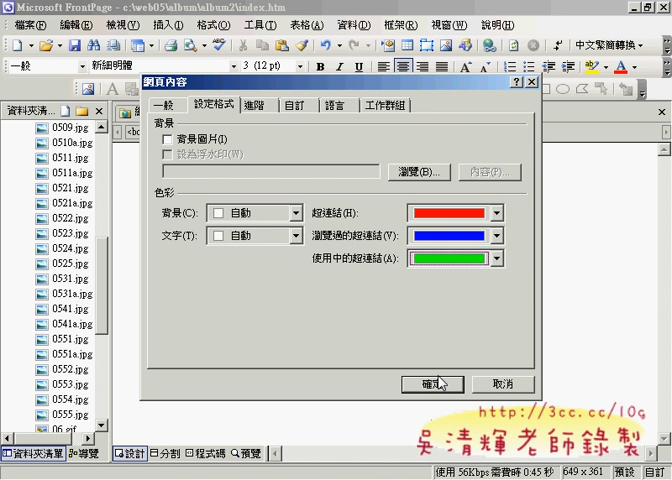 Microsoft FrontPage - c:\web05\album\album2\index.htm
檔案(F) 編輯(E) 檢視(V) 插入(I) 格式(O) 工具(T) 表格(A) 資料(D) 框架(R) 視窗(W) 說明(H)
中文繁簡轉換
一般 新細明體 3 (12 pt) B I U
資料夾清單
網頁內容
一般 設定格式 進階 自訂 語言 工作群組
背景
背景圖片(I)
設為浮水印(W)
瀏覽(B)... 內容(P)...
色彩
背景(C): 自動 超連結(H):
文字(T): 自動 瀏覽過的超連結(V):
使用中的超連結(A):
確定 取消
0509.jpg
0510a.jpg
0511.jpg
0511a.jpg
0521.jpg
0521a.jpg
0522.jpg
0523.jpg
0524.jpg
0525.jpg
0531.jpg
0531a.jpg
0541.jpg
0541a.jpg
0551.jpg
0551a.jpg
0552.jpg
0553.jpg
0554.jpg
0555.jpg
06.gif
http://3cc.cc/10g
吳清輝老師錄製
資料夾清單 導覽 設計 分割 程式碼 預覽
使用 56Kbps 需費時 0:45 秒 649 x 361 預設 自訂